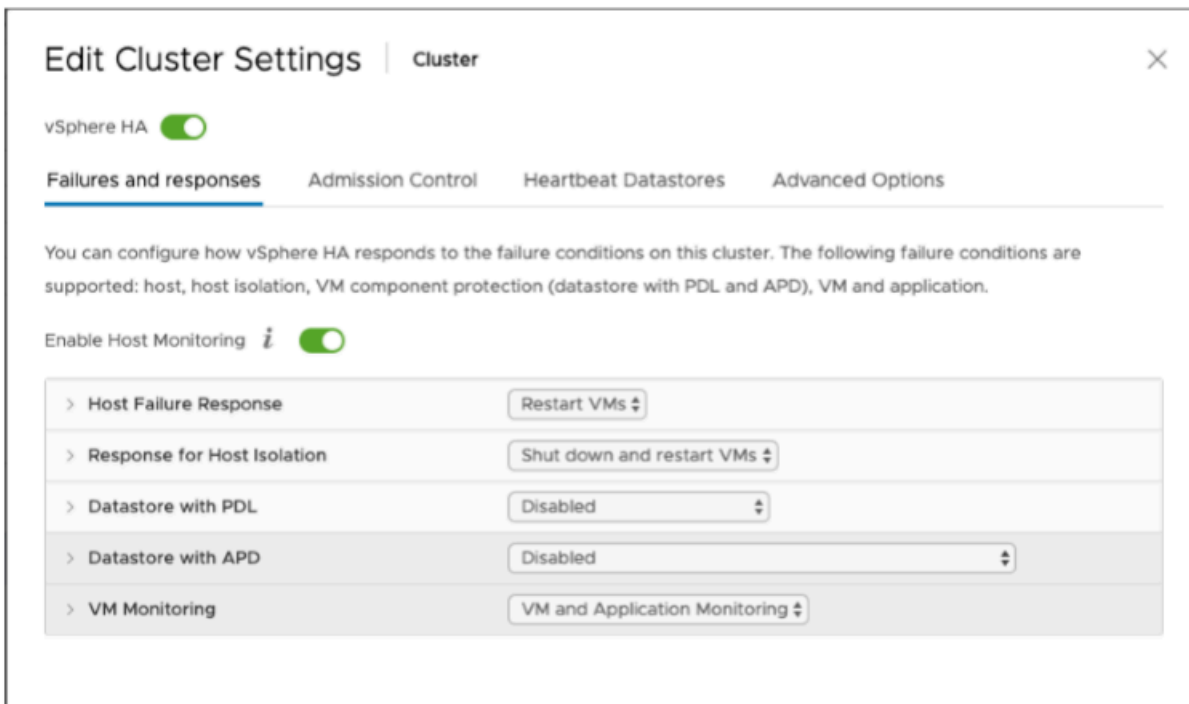 Edit Cluster Settings Cluster
vSphere HA
Failures and responses Admission Control Heartbeat Datastores Advanced Options
You can configure how vSphere HA responds to the failure conditions on this cluster. The following failure conditions are
supported: host, host isolation, VM component protection (datastore with PDL and APD), VM and application.
Enable Host Monitoring i
Host Failure Response Restart VMs
Response for Host Isolation Shut down and restart VMs
Datastore with PDL Disabled
Datastore with APD Disabled
VM Monitoring VM and Application Monitoring